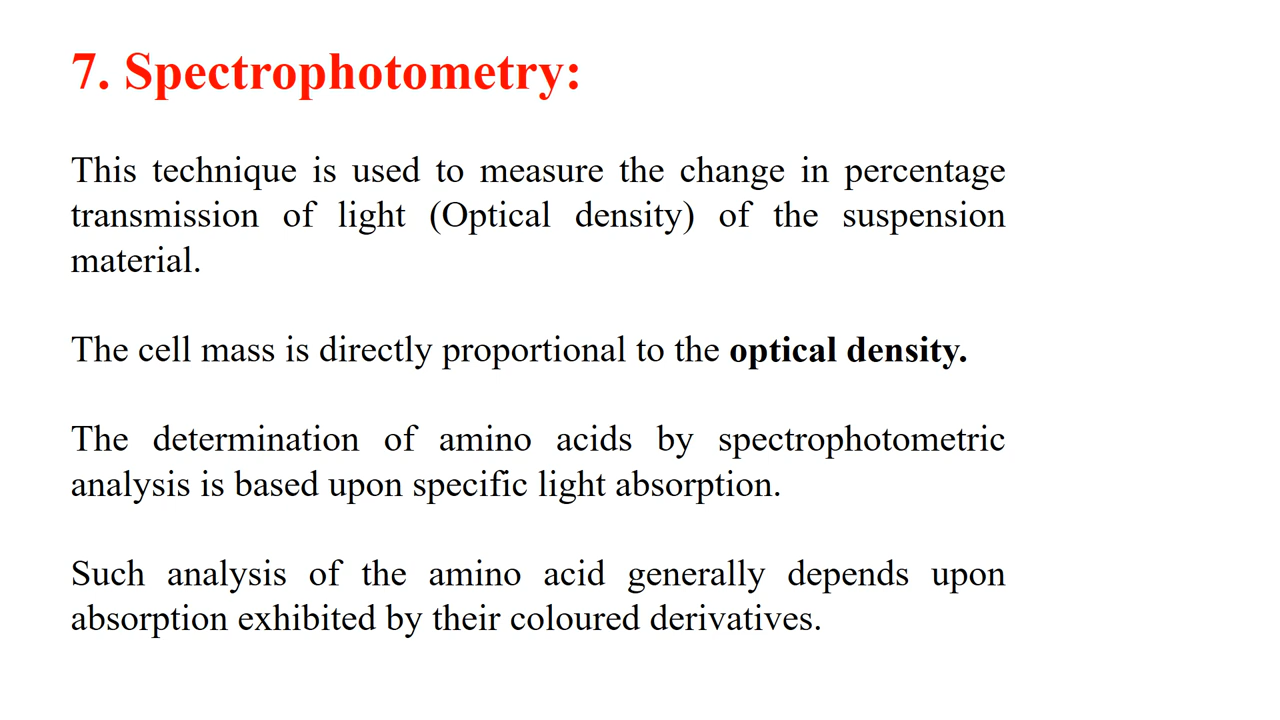 7. Spectrophotometry:
This technique is used to measure the change in percentage
transmission of light (Optical density) of the suspension
material.
The cell mass is directly proportional to the optical density.
The determination of amino acids by spectrophotometric
analysis is based upon specific light absorption.
Such analysis of the amino acid generally depends upon
absorption exhibited by their coloured derivatives.